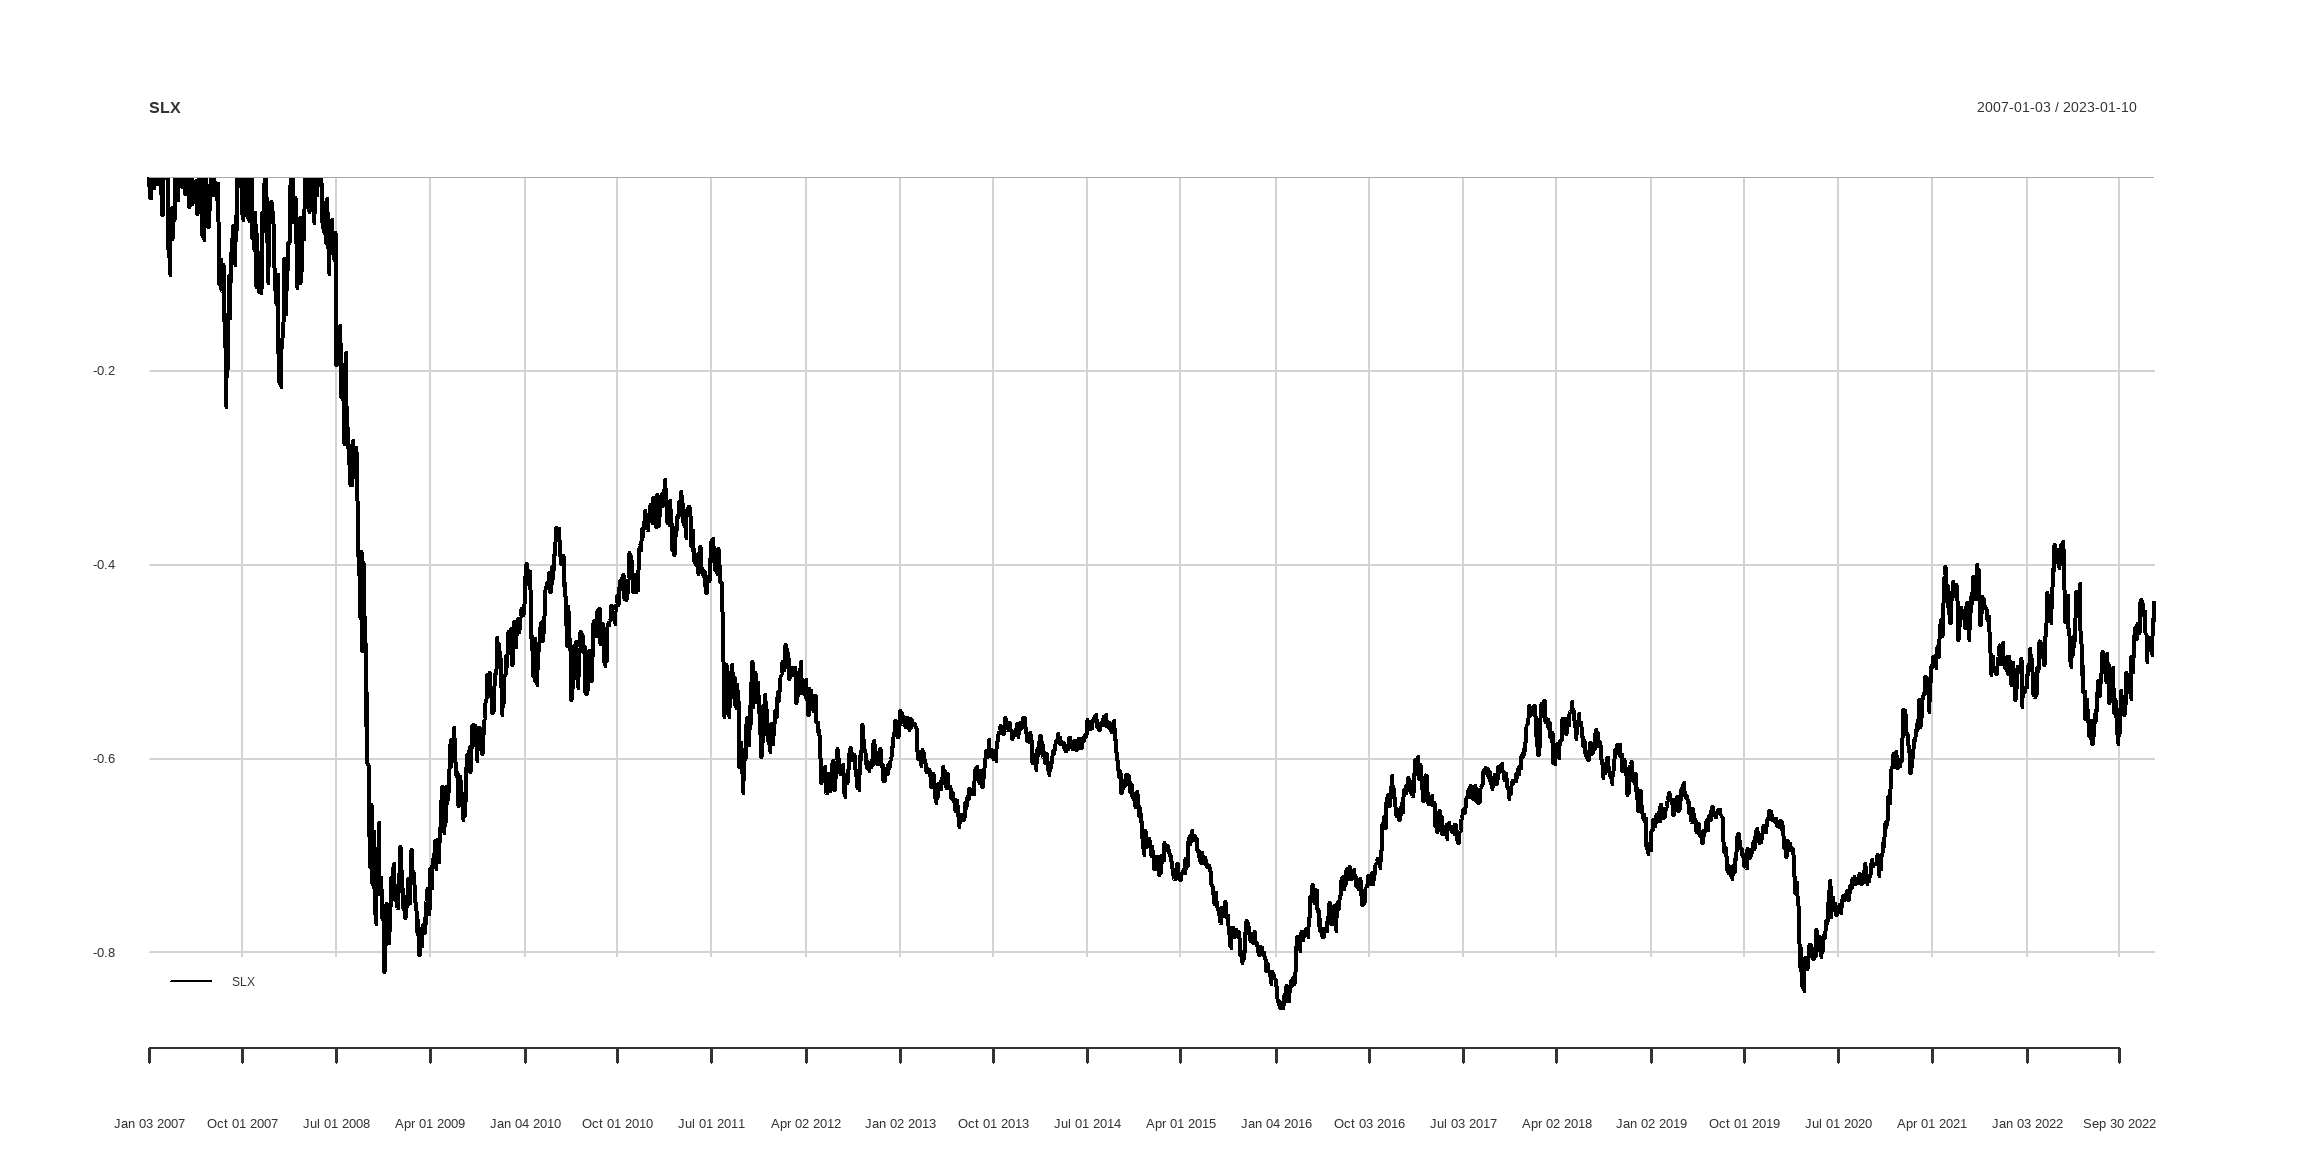 SLX
2007-01-03 / 2023-01-10
-0.2
-0.4
-0.6
-0.8
SLX
Jan 03 2007 Oct 01 2007 Jul 01 2008 Apr 01 2009 Jan 04 2010 Oct 01 2010 Jul 01 2011 Apr 02 2012 Jan 02 2013 Oct 01 2013 Jul 01 2014 Apr 01 2015 Jan 04 2016 Oct 03 2016 Jul 03 2017 Apr 02 2018 Jan 02 2019 Oct 01 2019 Jul 01 2020 Apr 01 2021 Jan 03 2022 Sep 30 2022